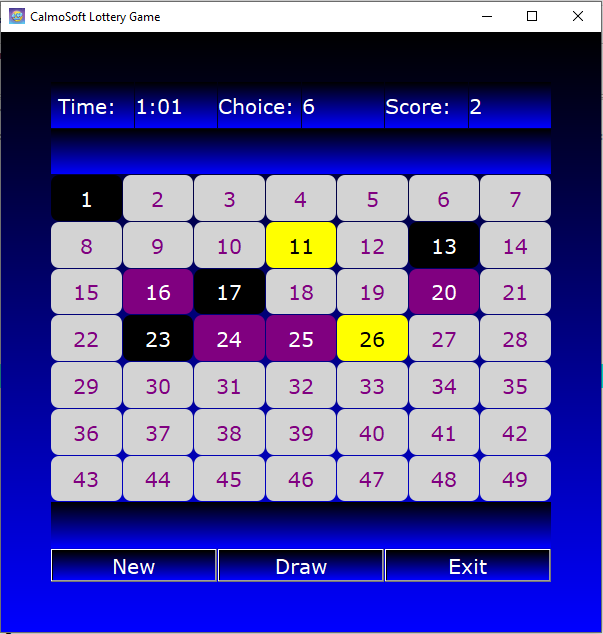 CalmoSoft Lottery Game
Time: 1:01 Choice: 6 Score: 2
1 2 3 4 5 6 7
8 9 10 11 12 13 14
15 16 17 18 19 20 21
22 23 24 25 26 27 28
29 30 31 32 33 34 35
36 37 38 39 40 41 42
43 44 45 46 47 48 49
New Draw Exit